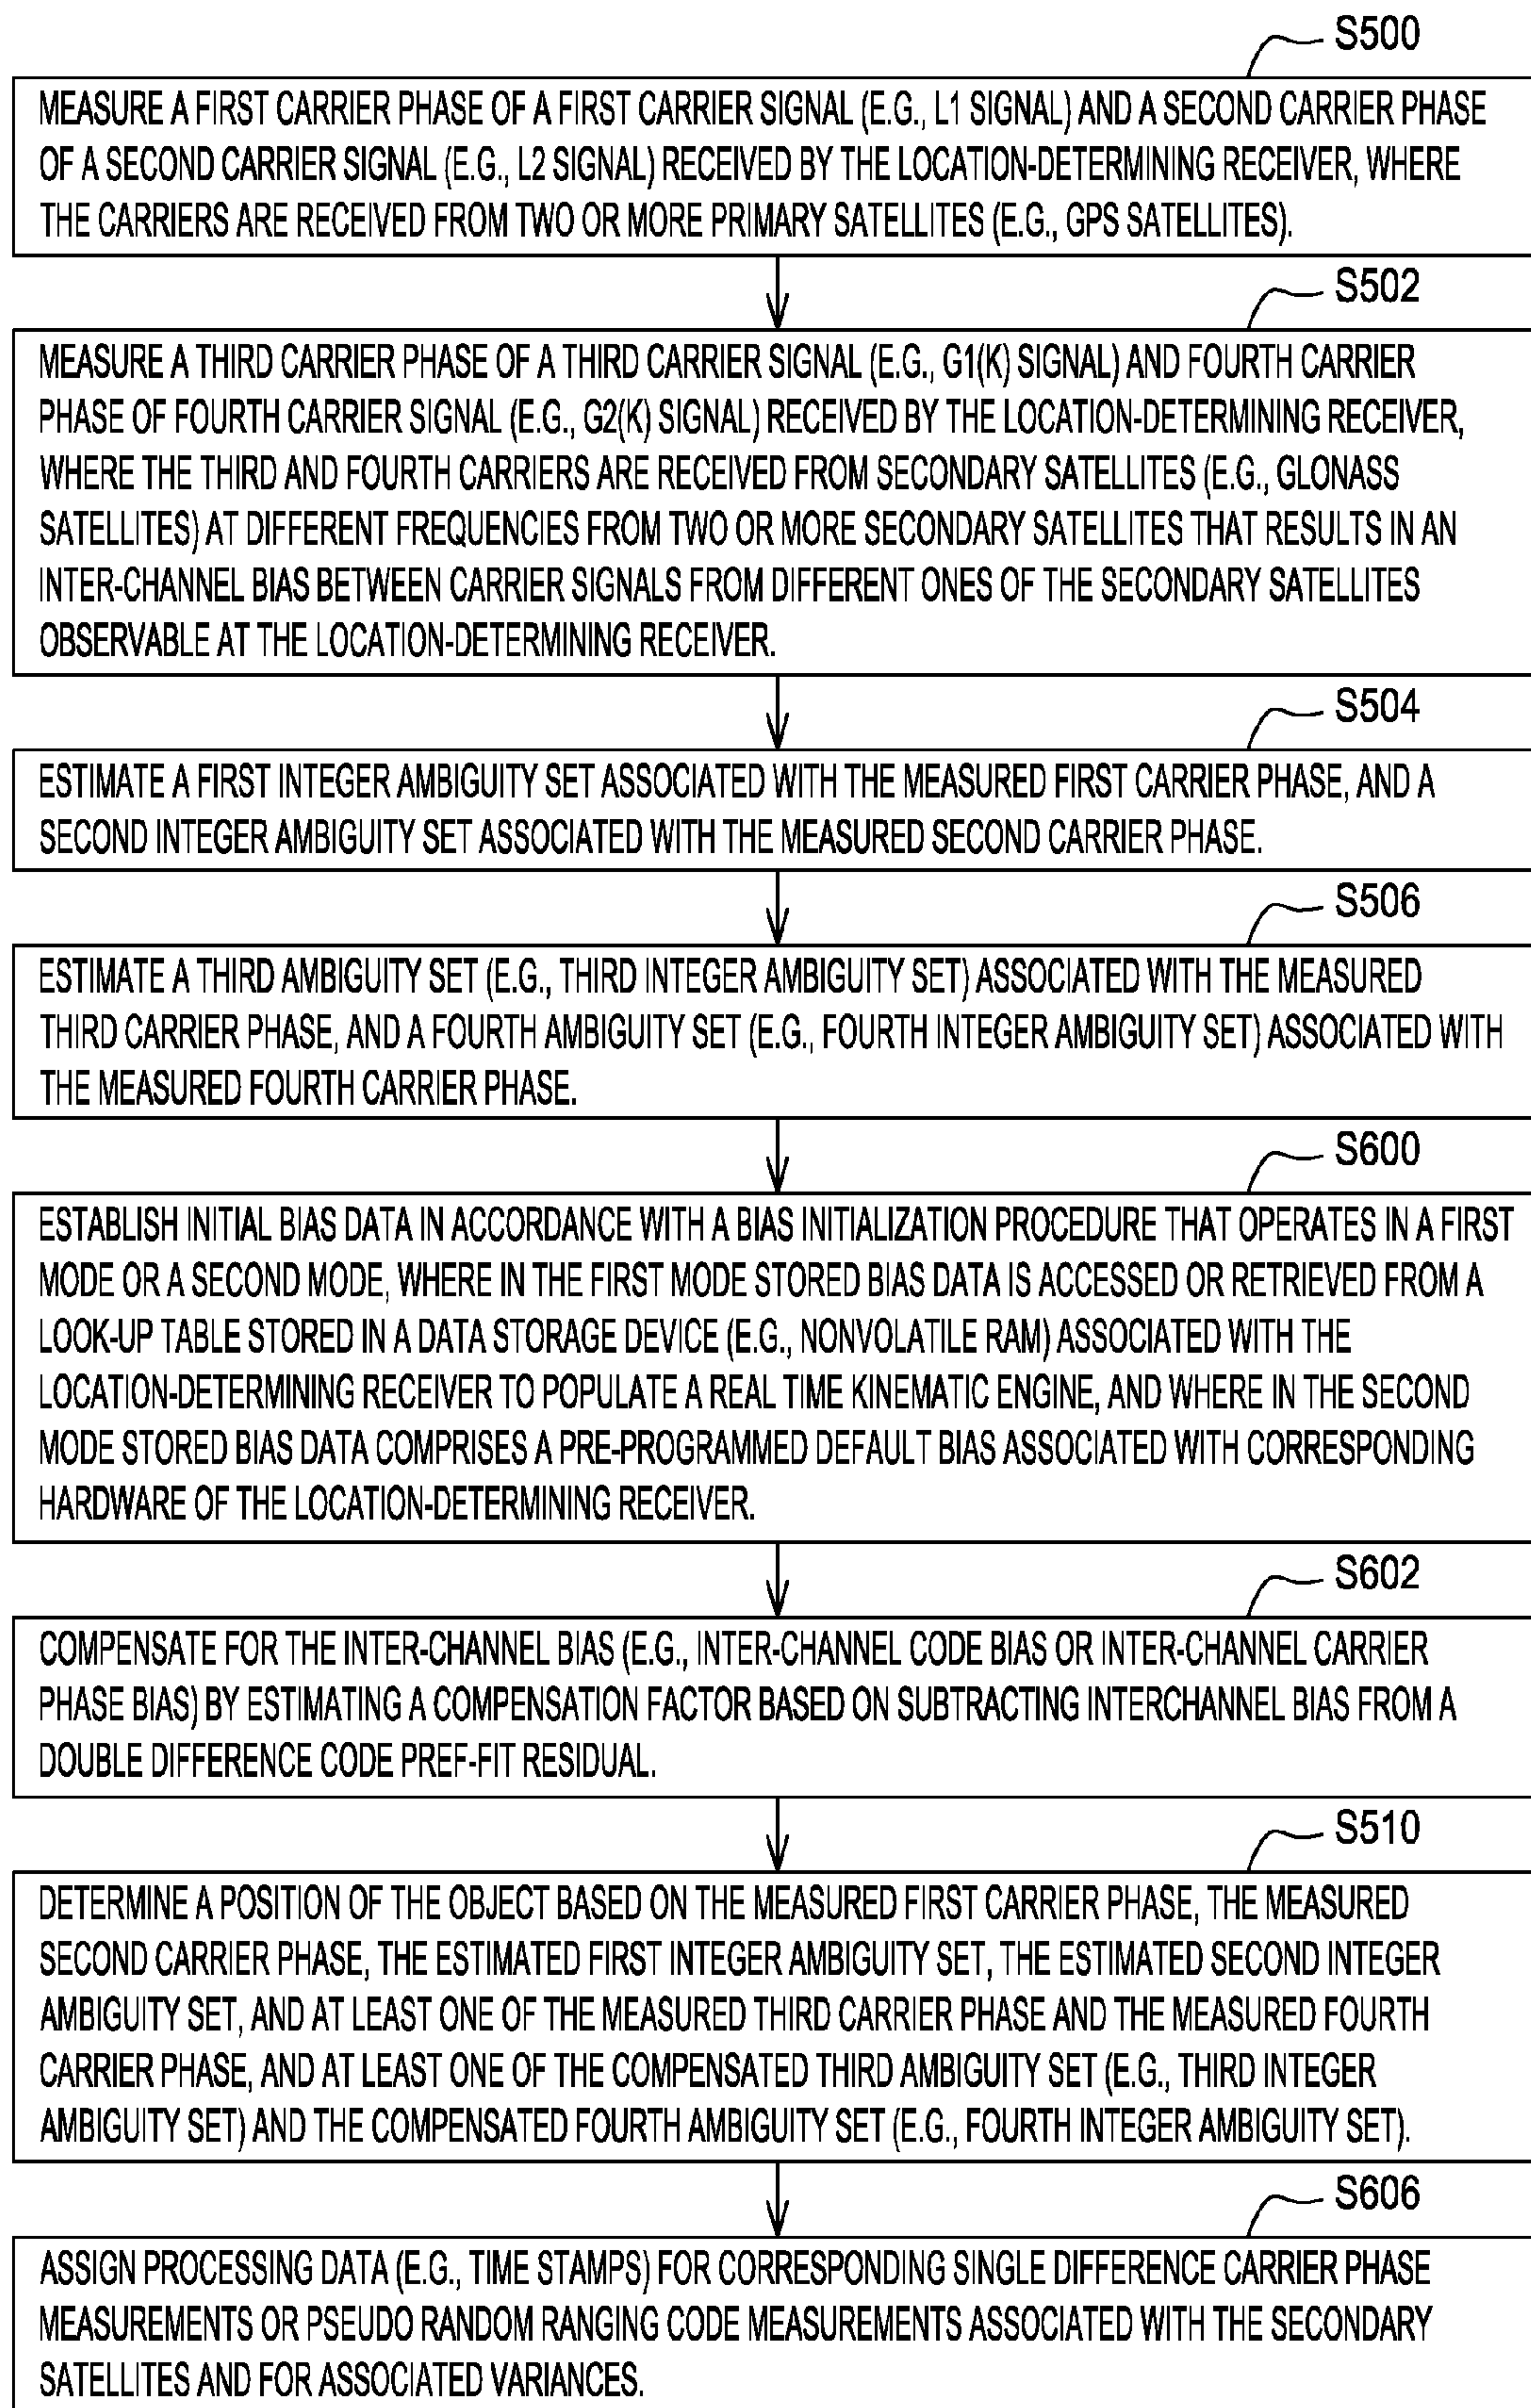 S500
MEASURE A FIRST CARRIER PHASE OF A FIRST CARRIER SIGNAL (E.G., L1 SIGNAL) AND A SECOND CARRIER PHASE
OF A SECOND CARRIER SIGNAL (E.G., L2 SIGNAL) RECEIVED BY THE LOCATION-DETERMINING RECEIVER, WHERE
THE CARRIERS ARE RECEIVED FROM TWO OR MORE PRIMARY SATELLITES (E.G., GPS SATELLITES).
S502
MEASURE A THIRD CARRIER PHASE OF A THIRD CARRIER SIGNAL (E.G., G1(K) SIGNAL) AND FOURTH CARRIER
PHASE OF FOURTH CARRIER SIGNAL (E.G., G2(K) SIGNAL) RECEIVED BY THE LOCATION-DETERMINING RECEIVER,
WHERE THE THIRD AND FOURTH CARRIERS ARE RECEIVED FROM SECONDARY SATELLITES (E.G., GLONASS
SATELLITES) AT DIFFERENT FREQUENCIES FROM TWO OR MORE SECONDARY SATELLITES THAT RESULTS IN AN
INTER-CHANNEL BIAS BETWEEN CARRIER SIGNALS FROM DIFFERENT ONES OF THE SECONDARY SATELLITES
OBSERVABLE AT THE LOCATION-DETERMINING RECEIVER.
S504
ESTIMATE A FIRST INTEGER AMBIGUITY SET ASSOCIATED WITH THE MEASURED FIRST CARRIER PHASE, AND A
SECOND INTEGER AMBIGUITY SET ASSOCIATED WITH THE MEASURED SECOND CARRIER PHASE.
S506
ESTIMATE A THIRD AMBIGUITY SET (E.G., THIRD INTEGER AMBIGUITY SET) ASSOCIATED WITH THE MEASURED
THIRD CARRIER PHASE, AND A FOURTH AMBIGUITY SET (E.G., FOURTH INTEGER AMBIGUITY SET) ASSOCIATED WITH
THE MEASURED FOURTH CARRIER PHASE.
S600
ESTABLISH INITIAL BIAS DATA IN ACCORDANCE WITH A BIAS INITIALIZATION PROCEDURE THAT OPERATES IN A FIRST
MODE OR A SECOND MODE, WHERE IN THE FIRST MODE STORED BIAS DATA IS ACCESSED OR RETRIEVED FROM A
LOOK-UP TABLE STORED IN A DATA STORAGE DEVICE (E.G., NONVOLATILE RAM) ASSOCIATED WITH THE
LOCATION-DETERMINING RECEIVER TO POPULATE A REAL TIME KINEMATIC ENGINE, AND WHERE IN THE SECOND
MODE STORED BIAS DATA COMPRISES A PRE-PROGRAMMED DEFAULT BIAS ASSOCIATED WITH CORRESPONDING
HARDWARE OF THE LOCATION-DETERMINING RECEIVER.
S602
COMPENSATE FOR THE INTER-CHANNEL BIAS (E.G., INTER-CHANNEL CODE BIAS OR INTER-CHANNEL CARRIER
PHASE BIAS) BY ESTIMATING A COMPENSATION FACTOR BASED ON SUBTRACTING INTERCHANNEL BIAS FROM A
DOUBLE DIFFERENCE CODE PREF-FIT RESIDUAL.
S510
DETERMINE A POSITION OF THE OBJECT BASED ON THE MEASURED FIRST CARRIER PHASE, THE MEASURED
SECOND CARRIER PHASE, THE ESTIMATED FIRST INTEGER AMBIGUITY SET, THE ESTIMATED SECOND INTEGER
AMBIGUITY SET, AND AT LEAST ONE OF THE MEASURED THIRD CARRIER PHASE AND THE MEASURED FOURTH
CARRIER PHASE, AND AT LEAST ONE OF THE COMPENSATED THIRD AMBIGUITY SET (E.G., THIRD INTEGER
AMBIGUITY SET) AND THE COMPENSATED FOURTH AMBIGUITY SET (E.G., FOURTH INTEGER AMBIGUITY SET).
S606
ASSIGN PROCESSING DATA (E.G., TIME STAMPS) FOR CORRESPONDING SINGLE DIFFERENCE CARRIER PHASE
MEASUREMENTS OR PSEUDO RANDOM RANGING CODE MEASUREMENTS ASSOCIATED WITH THE SECONDARY
SATELLITES AND FOR ASSOCIATED VARIANCES.